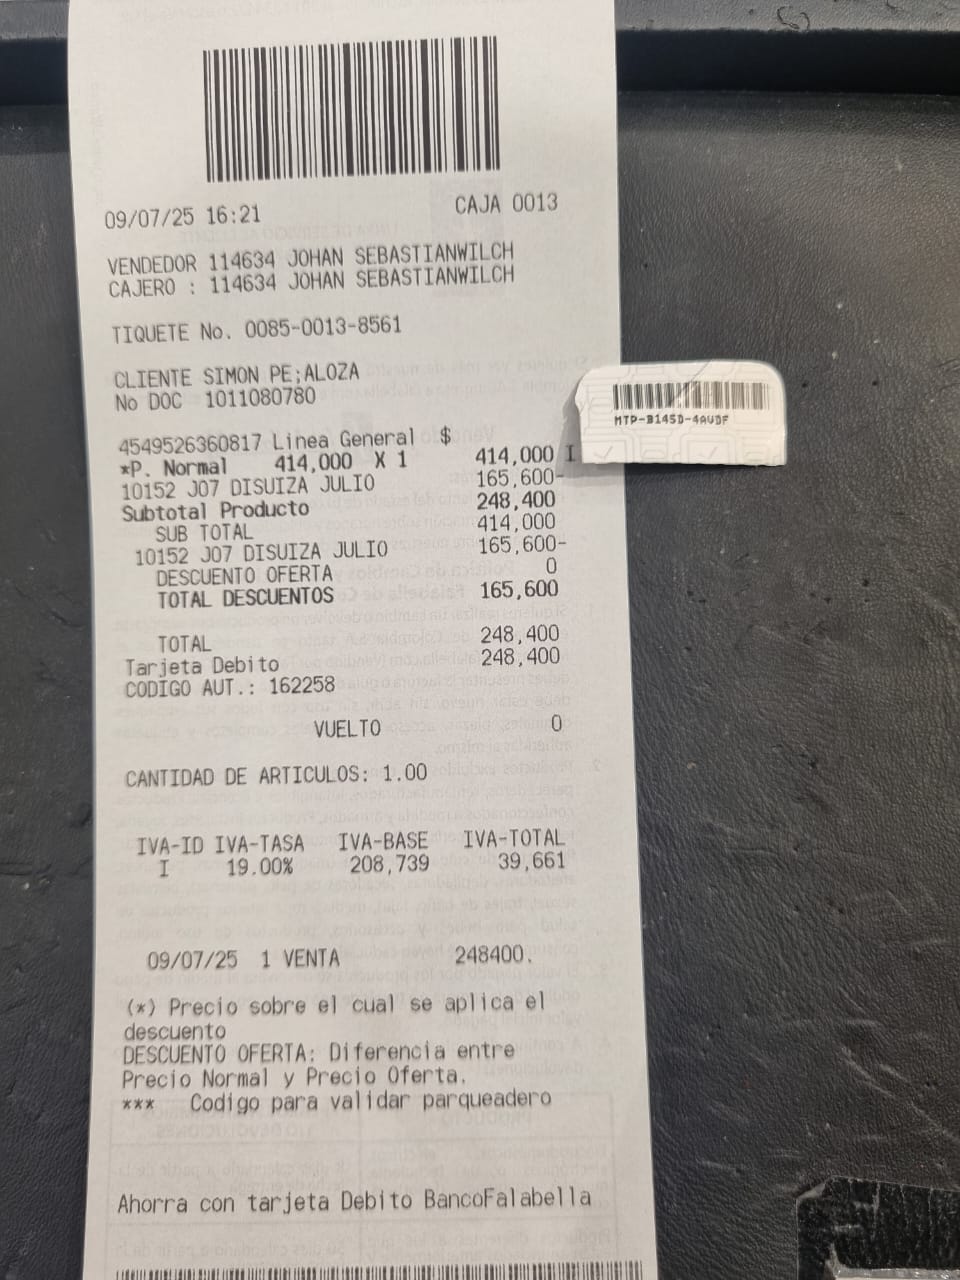 09/07/25 16:21 CAJA 0013
VENDEDOR 114634 JOHAN SEBASTIANWILCH
CAJERO : 114634 JOHAN SEBASTIANWILCH
TIQUETE No. 0085-0013-8561
CLIENTE SIMON PE;ALOZA
No DOC 1011080780
MTP-B145D-4AUDF
4549526360817 Linea General $
*P. Normal 414,000 X 1 414,000 I
10152 J07 DISUIZA JULIO 165,600-
Subtotal Producto 248,400
SUB TOTAL 414,000
10152 J07 DISUIZA JULIO 165,600-
DESCUENTO OFERTA 0
TOTAL DESCUENTOS 165,600
TOTAL 248,400
Tarjeta Debito 248,400
CODIGO AUT.: 162258
VUELTO 0
CANTIDAD DE ARTICULOS: 1.00
IVA-ID IVA-TASA IVA-BASE IVA-TOTAL
I 19.00% 208,739 39,661
09/07/25 1 VENTA 248400.
(*) Precio sobre el cual se aplica el
descuento
DESCUENTO OFERTA: Diferencia entre
Precio Normal y Precio Oferta.
*** Codigo para validar parqueadero
Ahorra con tarjeta Debito BancoFalabella